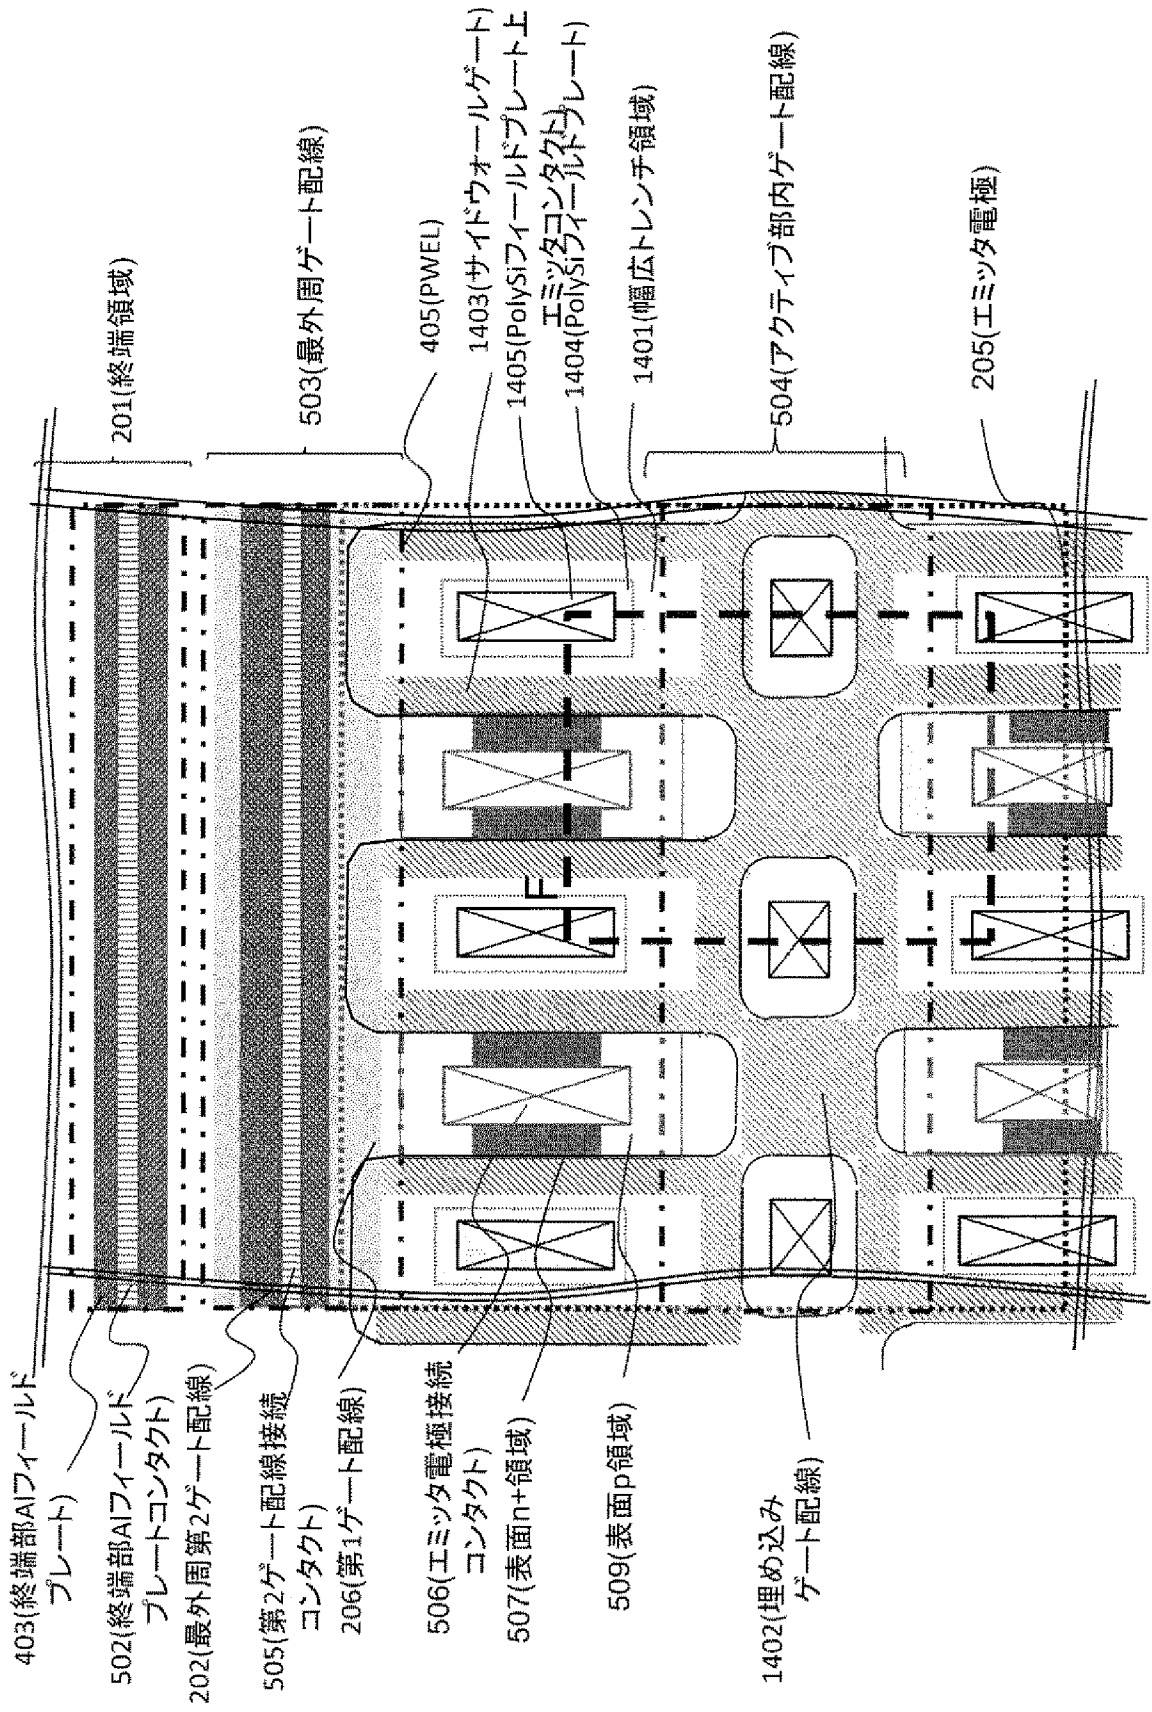 201(終端領域)
503(最外周ゲート配線)
405(PWEL)
1403(サイドウォールゲート)
1405(PolySiフィールドプレート上
エミッタコンタクト)
1404(PolySiフィールドプレート)
1401(幅広トレンチ領域)
504(アクティブ部内ゲート配線)
205(エミッタ電極)
F
403(終端部Alフィールド
プレート)
502(終端部Alフィールド
プレートコンタクト)
202(最外周第2ゲート配線)
505(第2ゲート配線接続
コンタクト)
206(第1ゲート配線)
506(エミッタ電極接続
コンタクト)
507(表面n+領域)
509(表面p領域)
1402(埋め込み
ゲート配線)